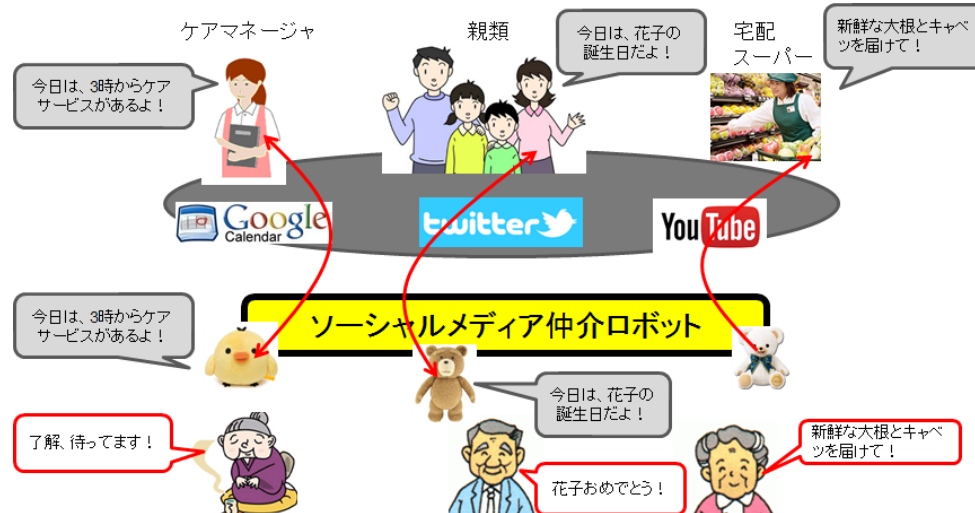 ケアマネージャ
親類
宅配
スーパー
今日は、3時からケア
サービスがあるよ！
今日は、花子の
誕生日だよ！
新鮮な大根とキャベ
ツを届けて！
Google
Calendar
twitter
YouTube
ソーシャルメディア仲介ロボット
今日は、3時からケア
サービスがあるよ！
今日は、花子の
誕生日だよ！
了解、待ってます！
花子おめでとう！
新鮮な大根とキャベ
ツを届けて！